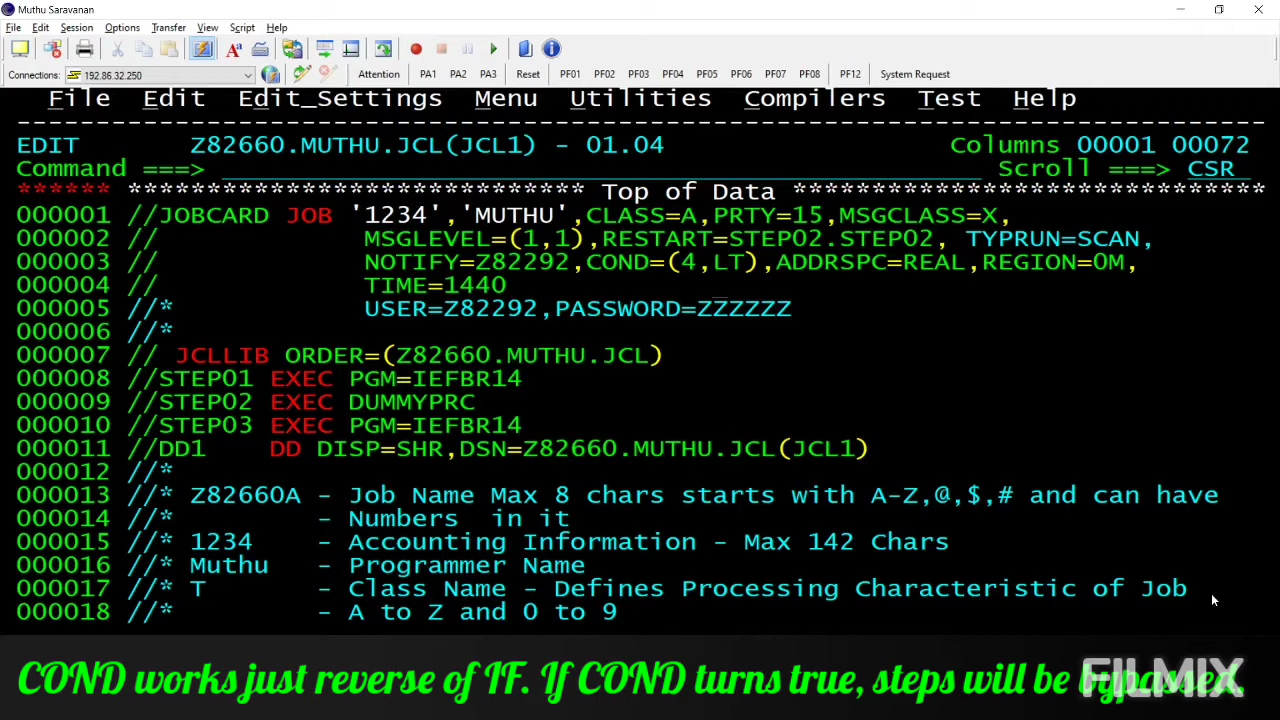 Muthu Saravanan
File Edit Session Options Transfer View Script Help
Connections: 192.86.32.250 Attention PA1 PA2 PA3 Reset PF01 PF02 PF03 PF04 PF05 PF06 PF07 PF08 PF12 System Request
File Edit Edit_Settings Menu Utilities Compilers Test Help
EDIT Z82660.MUTHU.JCL(JCL1) - 01.04 Columns 00001 00072
Command ===> Scroll ===> CSR
****** ***************************** Top of Data ******************************
000001 //JOBCARD JOB '1234','MUTHU',CLASS=A,PRTY=15,MSGCLASS=X,
000002 // MSGLEVEL=(1,1),RESTART=STEP02.STEP02, TYPRUN=SCAN,
000003 // NOTIFY=Z82292,COND=(4,LT),ADDRSPC=REAL,REGION=0M,
000004 // TIME=1440
000005 //* USER=Z82292,PASSWORD=ZZZZZZ
000006 //*
000007 // JCLLIB ORDER=(Z82660.MUTHU.JCL)
000008 //STEP01 EXEC PGM=IEFBR14
000009 //STEP02 EXEC DUMMYPRC
000010 //STEP03 EXEC PGM=IEFBR14
000011 //DD1 DD DISP=SHR,DSN=Z82660.MUTHU.JCL(JCL1)
000012 //*
000013 //* Z82660A - Job Name Max 8 chars starts with A-Z,@,$,# and can have
000014 //* - Numbers in it
000015 //* 1234 - Accounting Information - Max 142 Chars
000016 //* Muthu - Programmer Name
000017 //* T - Class Name - Defines Processing Characteristic of Job
000018 //* - A to Z and 0 to 9
COND works just reverse of IF. If COND turns true, steps will be bypassed.
FILMIX